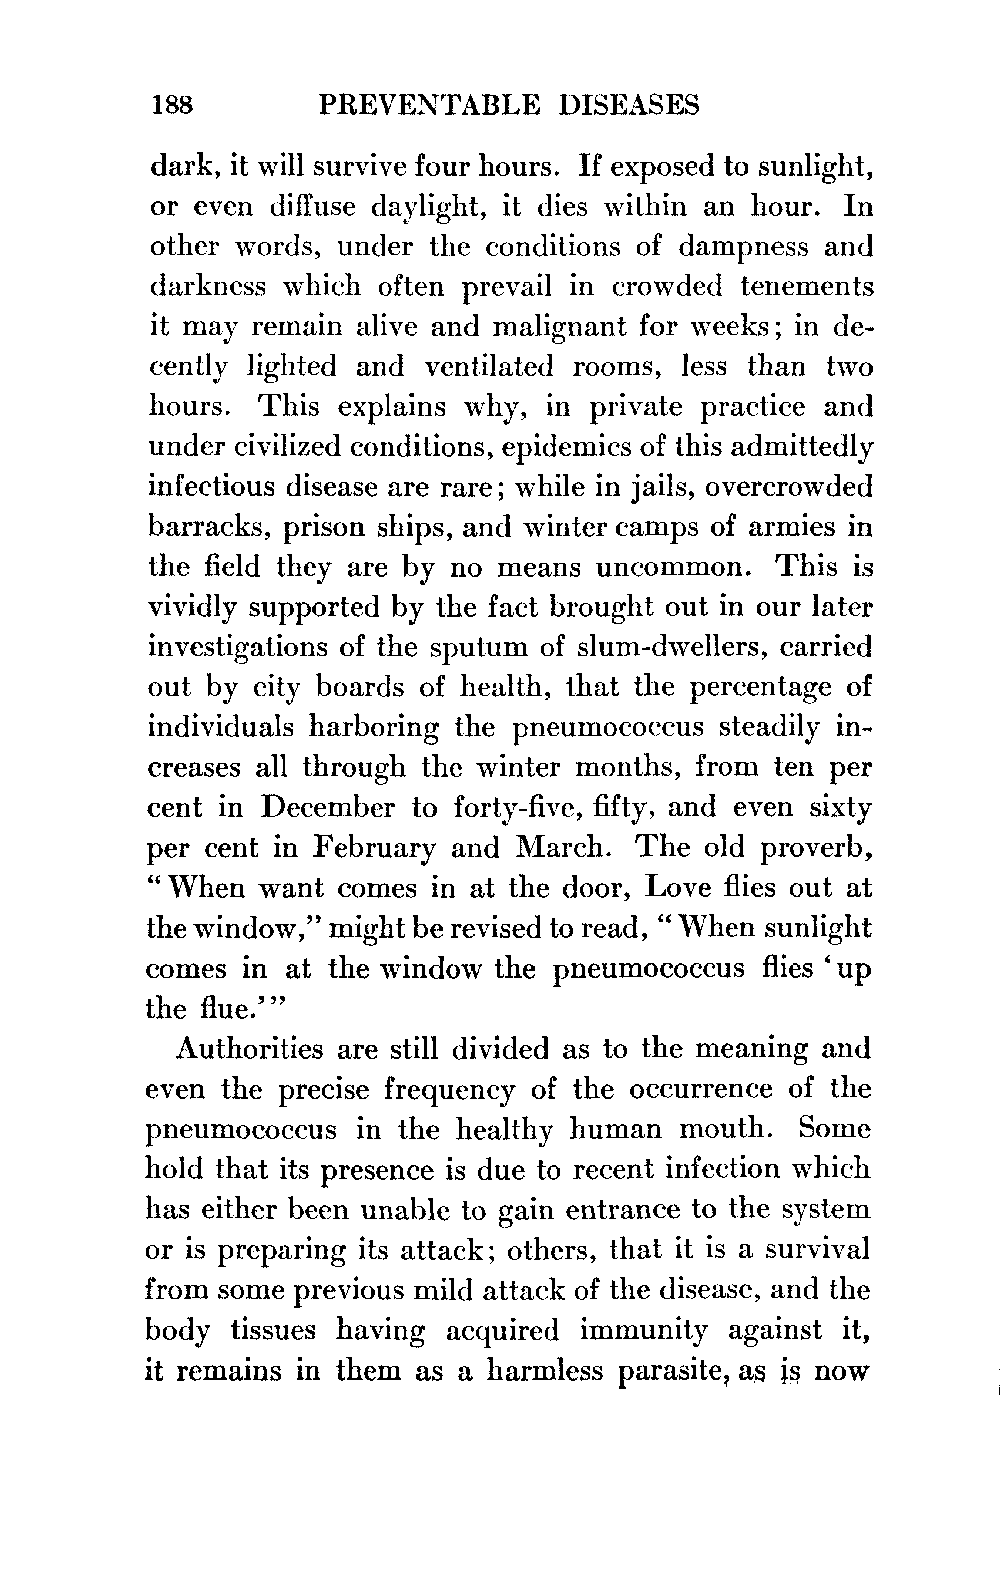 188 PREVENTABLE DISEASES
dark, it will survive four hours. If exposed to sunlight,
or even diffuse daylight, it dies within an hour. In
other words, under the conditions of dampness and
darkness which often prevail in crowded tenements
it may remain alive and malignant for weeks; in de-
cently lighted and ventilated rooms, less than two
hours. This explains why, in private practice and
under civilized conditions, epidemics of this admittedly
infectious disease are rare; while in jails, overcrowded
barracks, prison ships, and winter camps of armies in
the field they are by no means uncommon. This is
vividly supported by the fact brought out in our later
investigations of the sputum of slum-dwellers, carried
out by city boards of health, that the percentage of
individuals harboring the pneumococcus steadily in-
creases all through the winter months, from ten per
cent in December to forty-five, fifty, and even sixty
per cent in February and March. The old proverb,
“When want comes in at the door, Love flies out at
the window,” might be revised to read, “When sunlight
comes in at the window the pneumococcus flies ‘up
the flue.’”
Authorities are still divided as to the meaning and
even the precise frequency of the occurrence of the
pneumococcus in the healthy human mouth. Some
hold that its presence is due to recent infection which
has either been unable to gain entrance to the system
or is preparing its attack; others, that it is a survival
from some previous mild attack of the disease, and the
body tissues having acquired immunity against it,
it remains in them as a harmless parasite, as is now